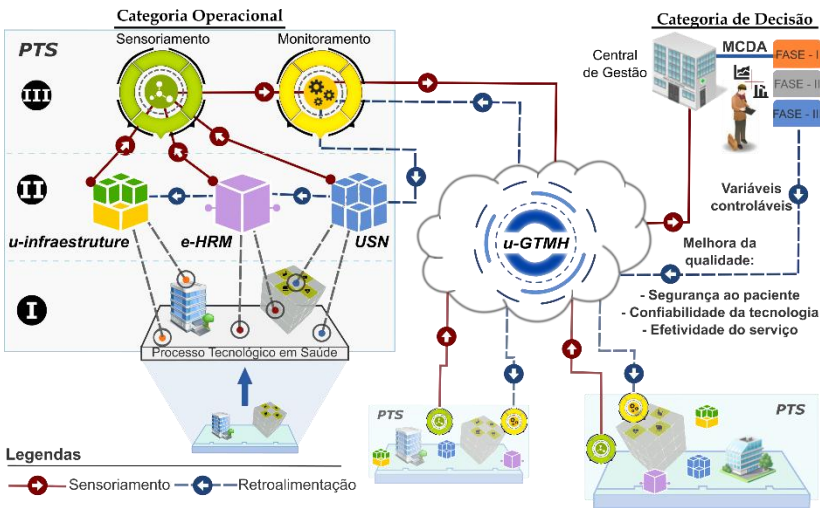 Categoria Operacional
Categoria de Decisão
PTS
Sensoriamento
Monitoramento
III
Central
de Gestão
MCDA
FASE - I
FASE - II
FASE - III
II
u-infraestruture
e-HRM
USN
u-GTMH
Variáveis
controláveis
Melhora da
qualidade:
- Segurança ao paciente
- Confiabilidade da tecnologia
- Efetividade do serviço
I
Processo Tecnológico em Saúde
PTS
PTS
Legendas
Sensoriamento
Retroalimentação